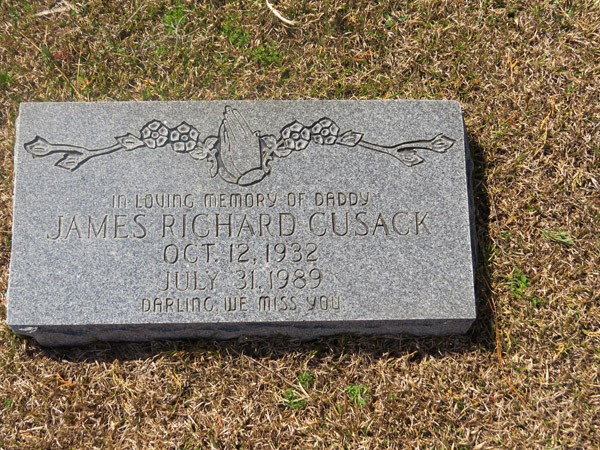 IN LOVING MEMORY OF DADDY
JAMES RICHARD CUSACK
OCT. 12, 1932
JULY 31, 1989
DARLING, WE MISS YOU